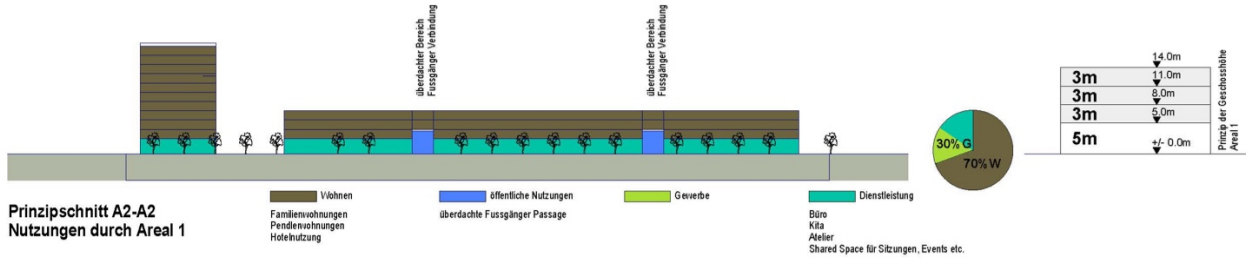 überdachter Bereich
Fussgänger Verbindung
überdachter Bereich
Fussgänger Verbindung
14.0m
3m 11.0m
3m 8.0m
3m 5.0m
5m +/- 0.0m
Prinzip der Geschosshöhe
Areal 1
30% G
70% W
Prinzipschnitt A2-A2
Nutzungen durch Areal 1
Wohnen
Familienwohnungen
Pendlerwohnungen
Hotelnutzung
öffentliche Nutzungen
überdachte Fussgänger Passage
Gewerbe
Dienstleistung
Büro
Kita
Atelier
Shared Space für Sitzungen, Events etc.